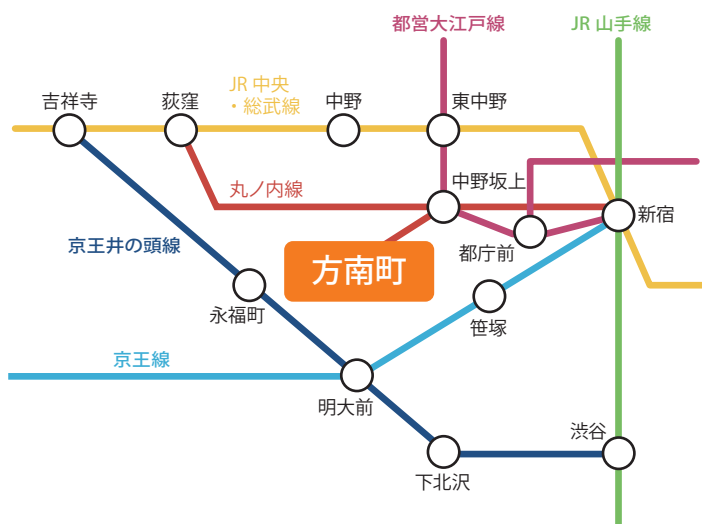 都営大江戸線
JR 山手線
JR 中央
・総武線
吉祥寺
荻窪
中野
東中野
丸ノ内線
中野坂上
新宿
京王井の頭線
方南町
都庁前
永福町
笹塚
京王線
明大前
渋谷
下北沢